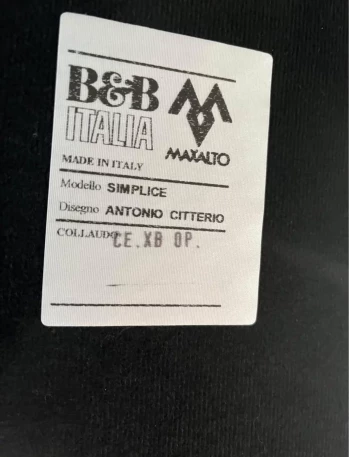 B&B
ITALIA
MAXALTO
MADE IN ITALY
Modello SIMPLICE
Disegno ANTONIO CITTERIO
COLLAUDO CE.XB OP.